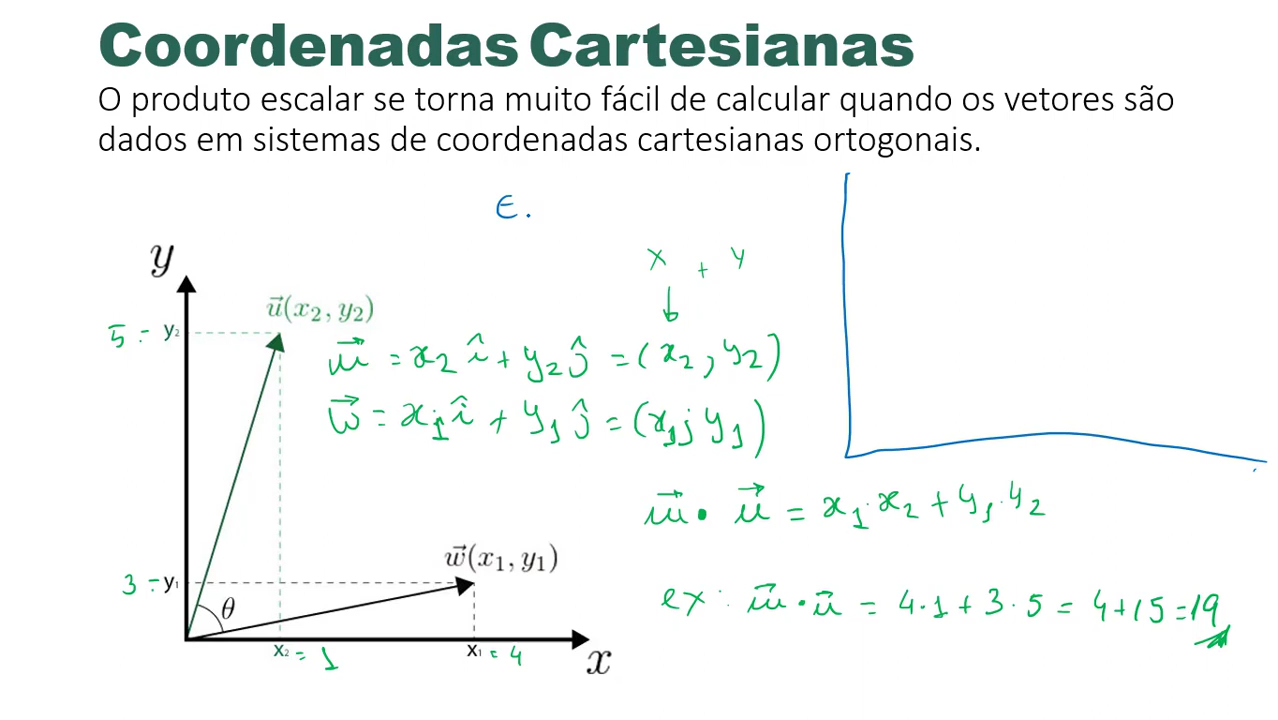 Coordenadas Cartesianas
O produto escalar se torna muito fácil de calcular quando os vetores são
dados em sistemas de coordenadas cartesianas ortogonais.
E.
y
x + y
u⃗(x₂, y₂)
5 = y₂
u⃗ = x₂ î + y₂ ĵ = (x₂, y₂)
w⃗ = x₁ î + y₁ ĵ = (x₁; y₁)
w⃗ • u⃗ = x₁ · x₂ + y₁ · y₂
w⃗(x₁, y₁)
3 = y₁
θ
ex: w⃗ • u⃗ = 4 · 1 + 3 · 5 = 4 + 15 = 19
x₂ = 1
x₁ = 4
x